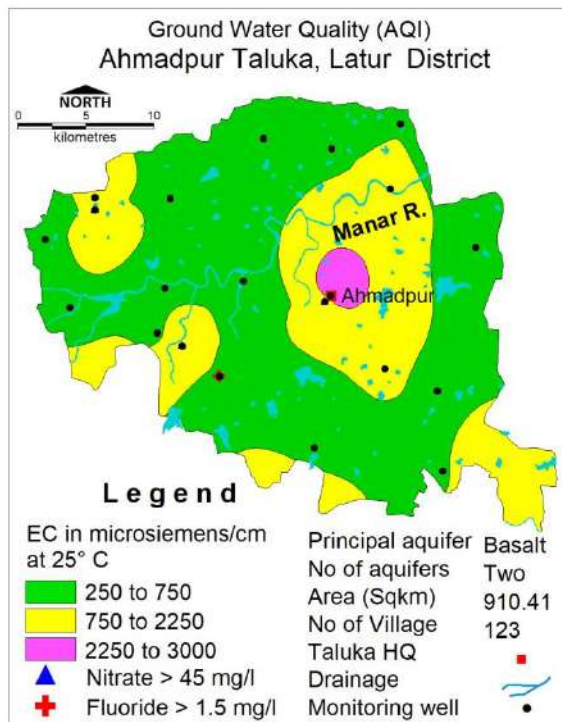 Ground Water Quality (AQI)
Ahmadpur Taluka, Latur District
NORTH
0 5 10
kilometres
Manar R.
Ahmadpur
Legend
EC in microsiemens/cm
at 25° C
250 to 750
750 to 2250
2250 to 3000
Nitrate > 45 mg/l
Fluoride > 1.5 mg/l
Principal aquifer Basalt
No of aquifers Two
Area (Sqkm) 910.41
No of Village 123
Taluka HQ
Drainage
Monitoring well